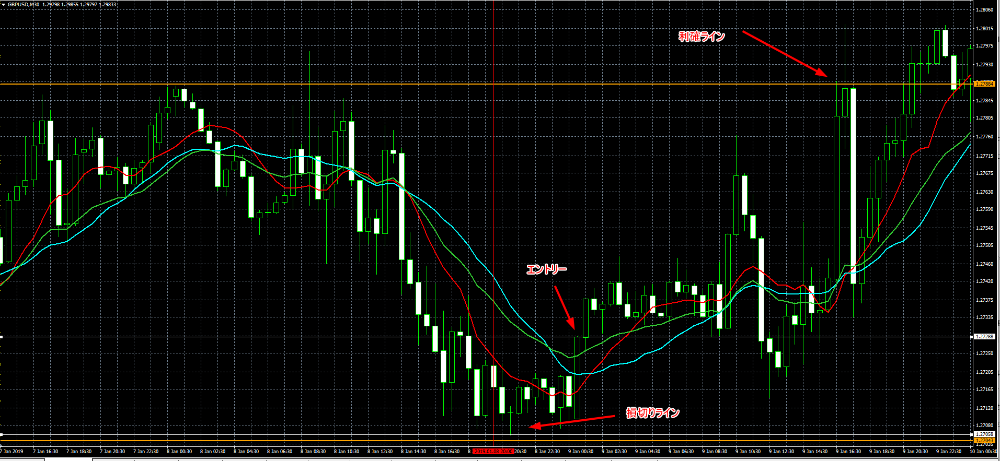 GBPUSD,M30 1.29798 1.29855 1.29797 1.29833
利確ライン
エントリー
損切りライン
1.28060
1.28015
1.27975
1.27930
1.27884
1.27845
1.27805
1.27760
1.27715
1.27675
1.27630
1.27590
1.27545
1.27505
1.27460
1.27420
1.27375
1.27335
1.27288
1.27250
1.27205
1.27165
1.27120
1.27080
1.27058
1.27043
7 Jan 2019
7 Jan 16:30
7 Jan 18:30
7 Jan 20:30
7 Jan 22:30
8 Jan 00:30
8 Jan 02:30
8 Jan 04:30
8 Jan 06:30
8 Jan 08:30
8 Jan 10:30
8 Jan 12:30
8 Jan 14:30
8 Jan 16:30
2019.01.08 20:00
20:30
8 Jan 22:30
9 Jan 00:30
9 Jan 02:30
9 Jan 04:30
9 Jan 06:30
9 Jan 08:30
9 Jan 10:30
9 Jan 12:30
9 Jan 14:30
9 Jan 16:30
9 Jan 18:30
9 Jan 20:30
9 Jan 22:30
10 Jan 00:30